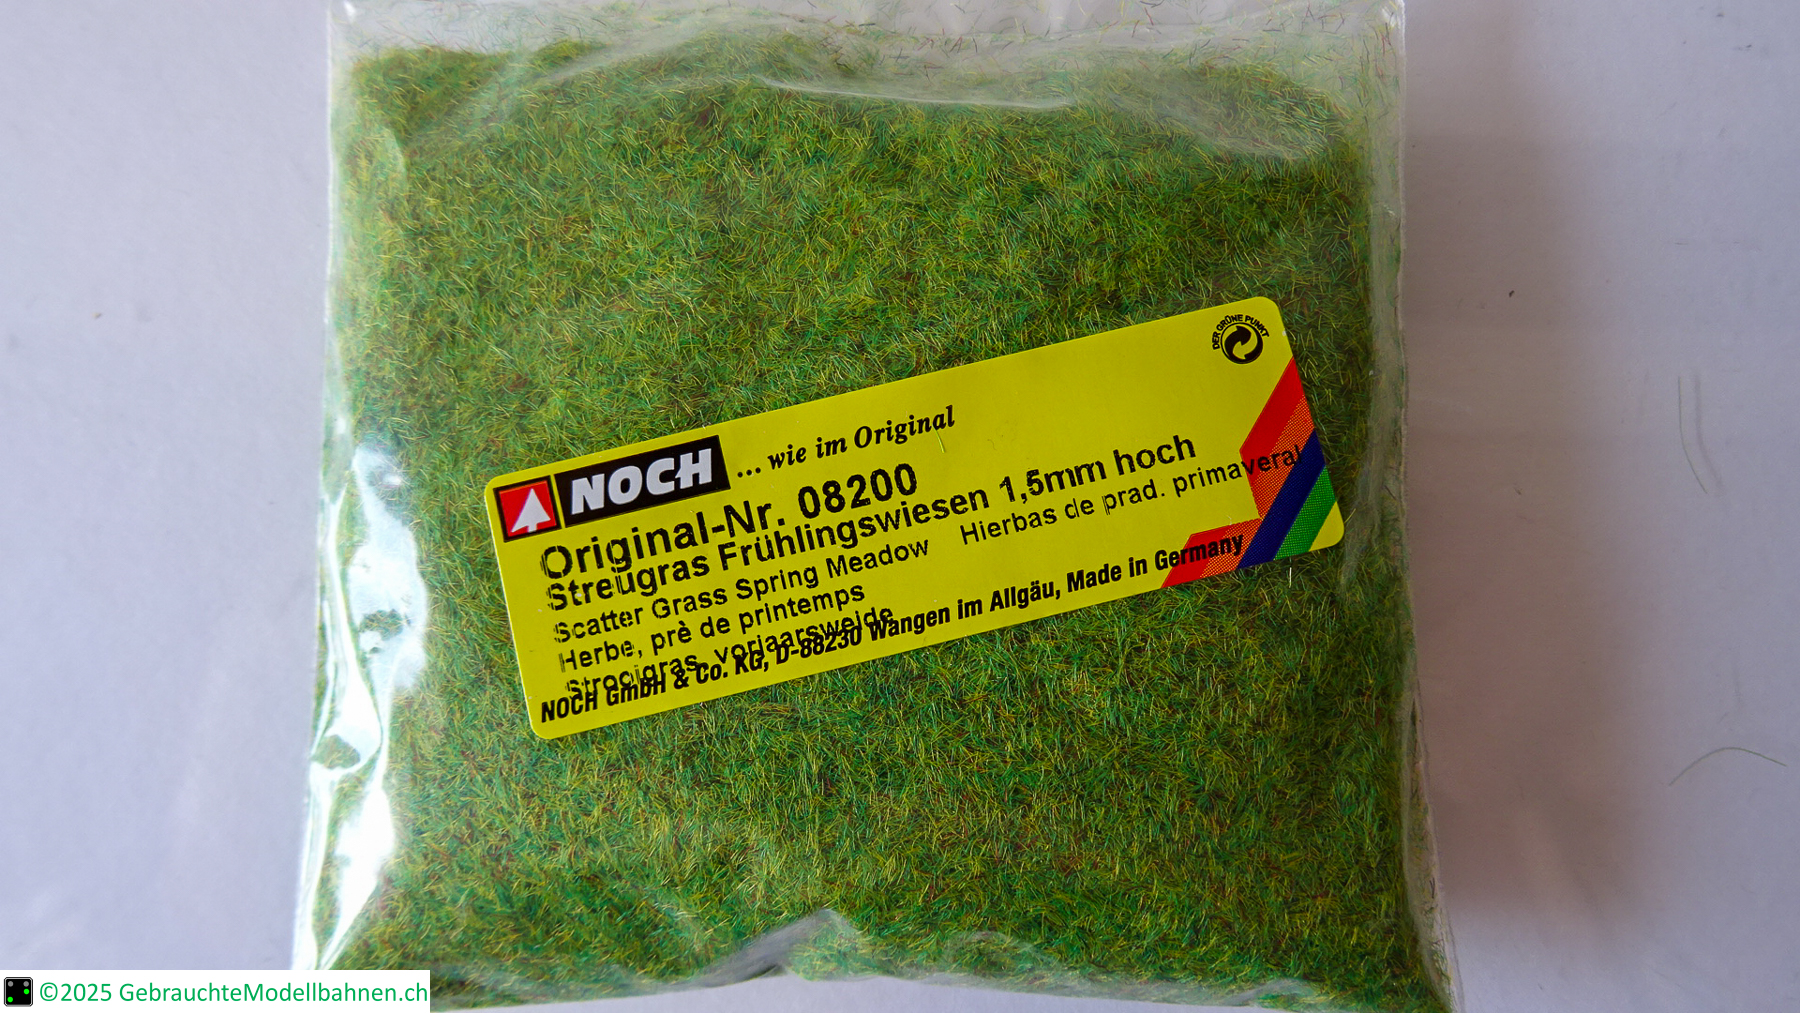 DER GRÜNE PUNKT
NOCH ... wie im Original
Original-Nr. 08200
Streugras Frühlingswiesen 1,5mm hoch
Scatter Grass Spring Meadow Hierbas de prad. primaveral
Herbe, prè de printemps
Strooigras, vorjaarsweide
NOCH GmbH & Co. KG, D-88230 Wangen im Allgäu, Made in Germany
©2025 GebrauchteModellbahnen.ch